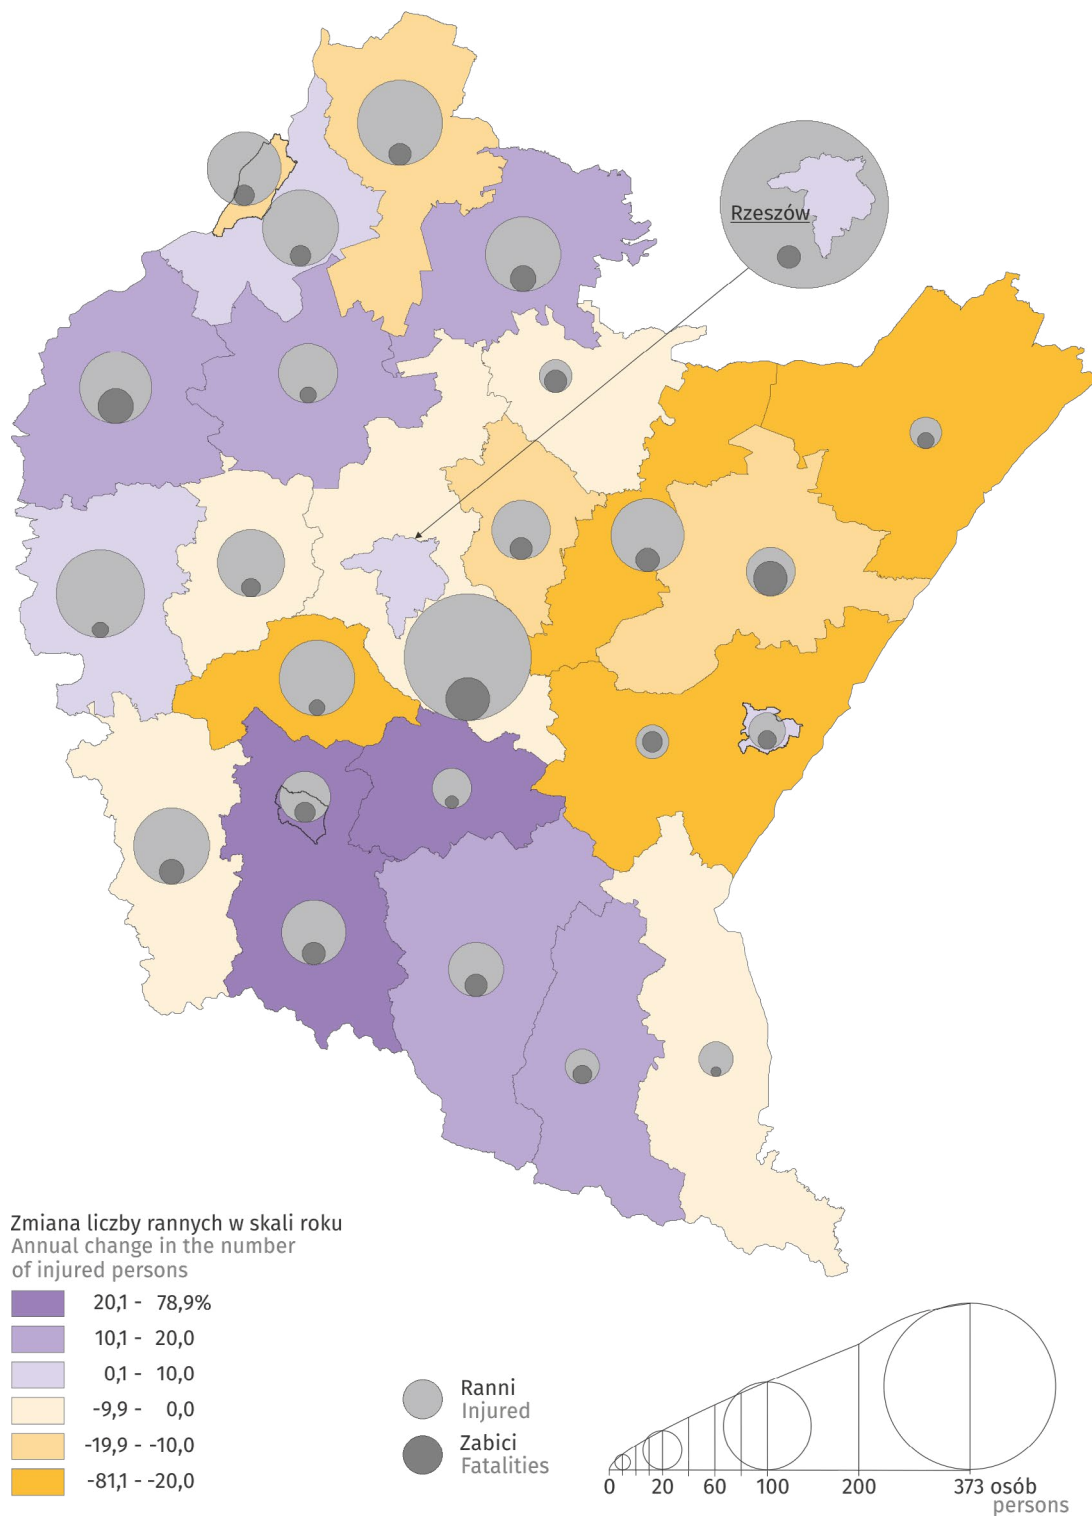 Rzeszów
Zmiana liczby rannych w skali roku
Annual change in the number
of injured persons
20,1 - 78,9%
10,1 - 20,0
0,1 - 10,0
-9,9 - 0,0
-19,9 - -10,0
-81,1 - -20,0
Ranni
Injured
Zabici
Fatalities
0 20 60 100 200 373 osób
persons